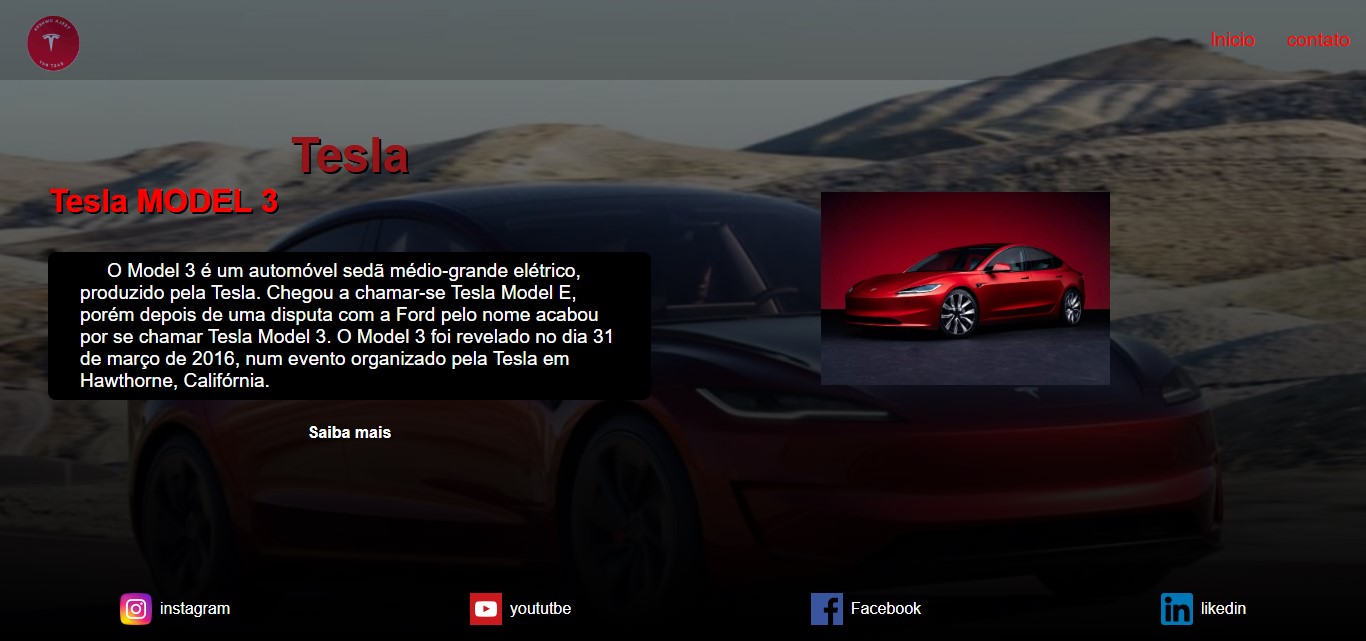 Inicio
contato
Tesla
Tesla MODEL 3
O Model 3 é um automóvel sedã médio-grande elétrico,
produzido pela Tesla. Chegou a chamar-se Tesla Model E,
porém depois de uma disputa com a Ford pelo nome acabou
por se chamar Tesla Model 3. O Model 3 foi revelado no dia 31
de março de 2016, num evento organizado pela Tesla em
Hawthorne, Califórnia.
Saiba mais
instagram
yoututbe
Facebook
likedin